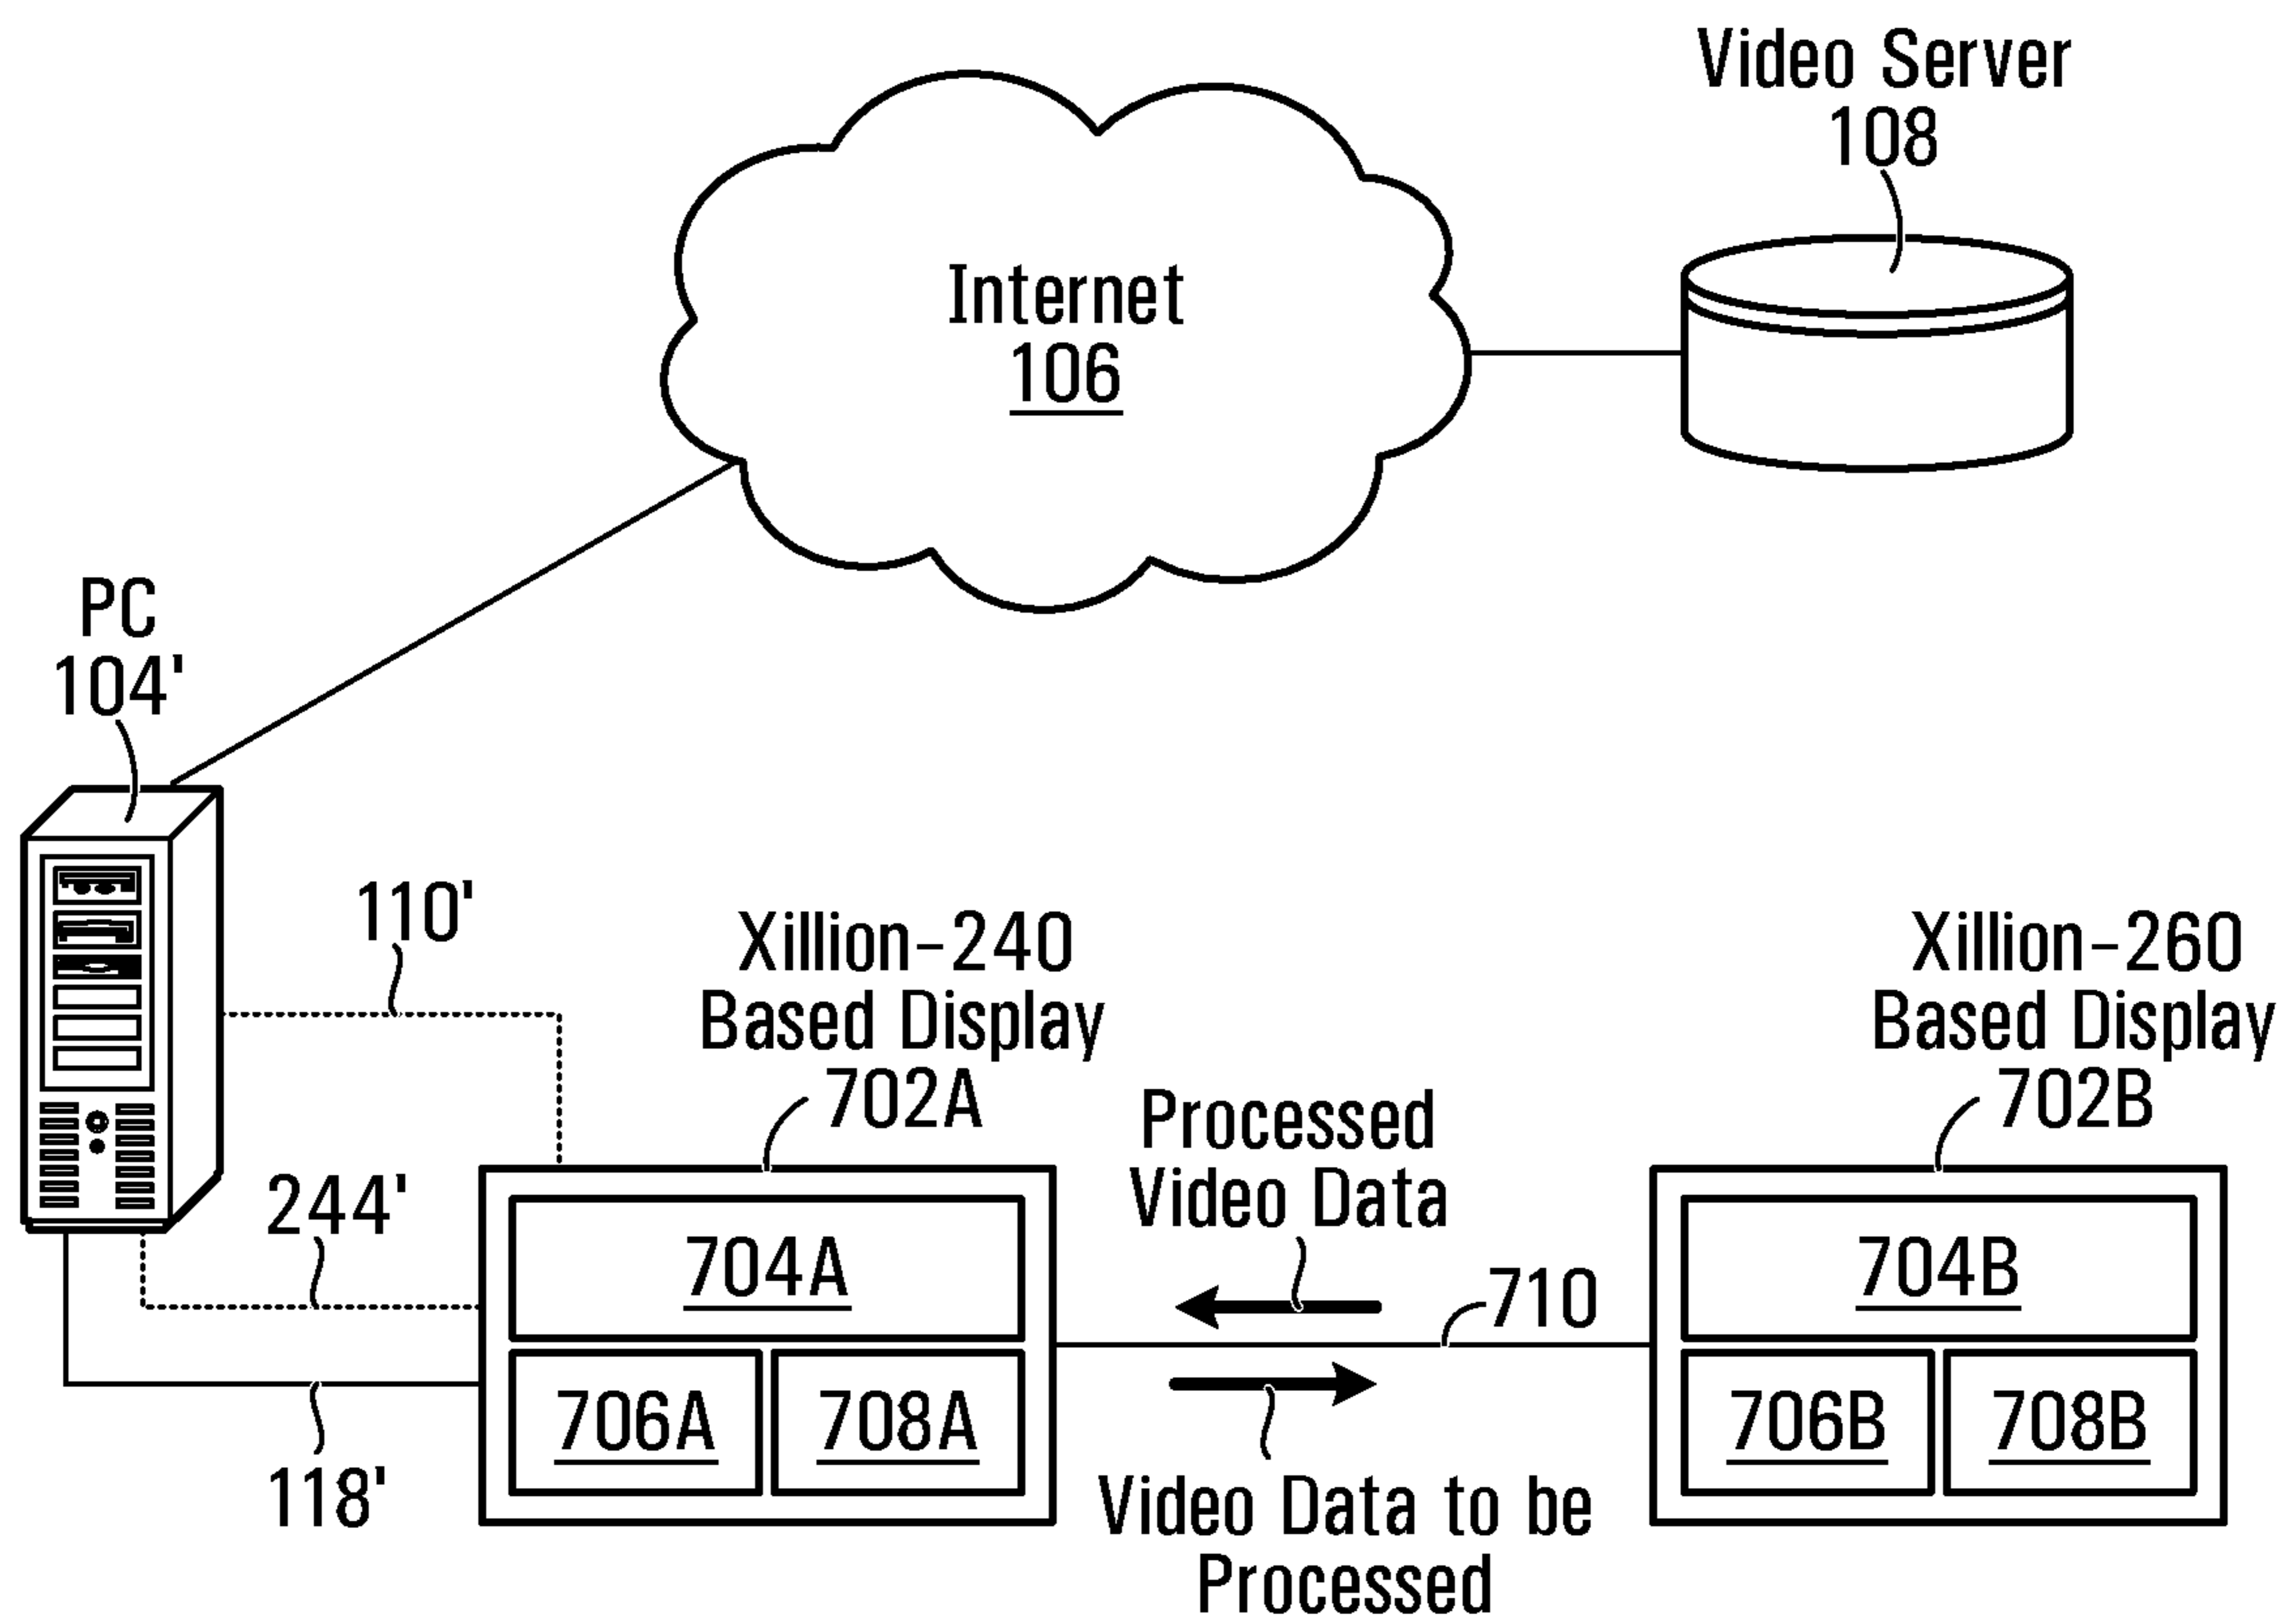 Video Server
108
Internet
106
PC
104'
110'
Xillion-240
Based Display
702A
Xillion-260
Based Display
702B
Processed
Video Data
244'
704A
710
704B
706A
708A
706B
708B
118'
Video Data to be
Processed